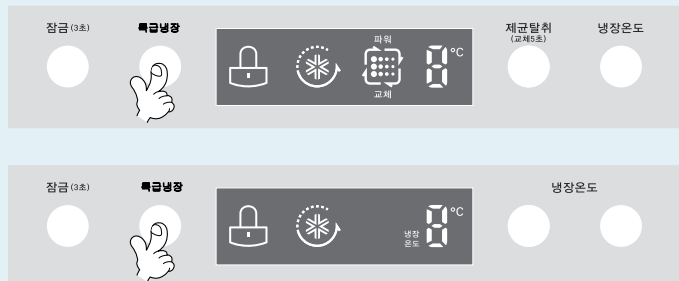 잠금 (3초)
특급냉장
파워
교체
8 °C
제균탈취
(교체5초)
냉장온도
잠금 (3초)
특급냉장
냉장
온도
8 °C
냉장온도